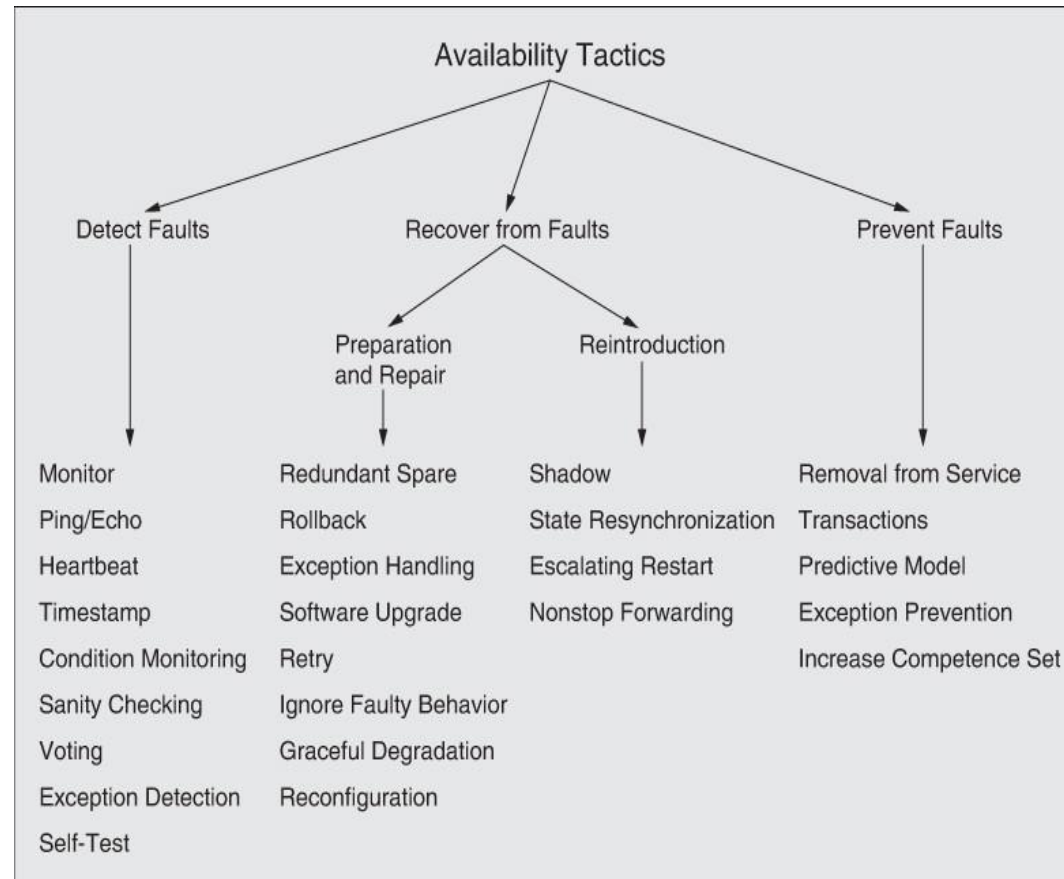 Availability Tactics
Detect Faults
Recover from Faults
Prevent Faults
Preparation
and Repair
Reintroduction
Monitor
Ping/Echo
Heartbeat
Timestamp
Condition Monitoring
Sanity Checking
Voting
Exception Detection
Self-Test
Redundant Spare
Rollback
Exception Handling
Software Upgrade
Retry
Ignore Faulty Behavior
Graceful Degradation
Reconfiguration
Shadow
State Resynchronization
Escalating Restart
Nonstop Forwarding
Removal from Service
Transactions
Predictive Model
Exception Prevention
Increase Competence Set